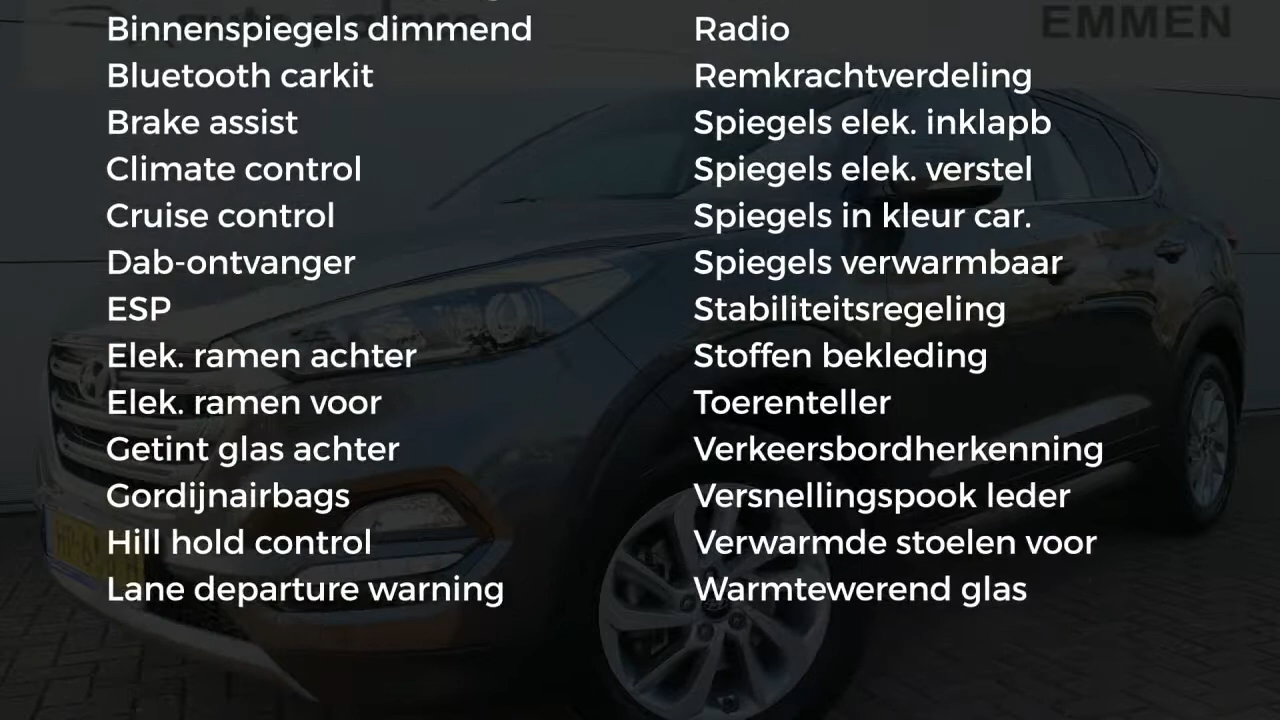 EMMEN
Binnenspiegels dimmend
Bluetooth carkit
Brake assist
Climate control
Cruise control
Dab-ontvanger
ESP
Elek. ramen achter
Elek. ramen voor
Getint glas achter
Gordijnairbags
Hill hold control
Lane departure warning
Radio
Remkrachtverdeling
Spiegels elek. inklapb
Spiegels elek. verstel
Spiegels in kleur car.
Spiegels verwarmbaar
Stabiliteitsregeling
Stoffen bekleding
Toerenteller
Verkeersbordherkenning
Versnellingspook leder
Verwarmde stoelen voor
Warmtewerend glas